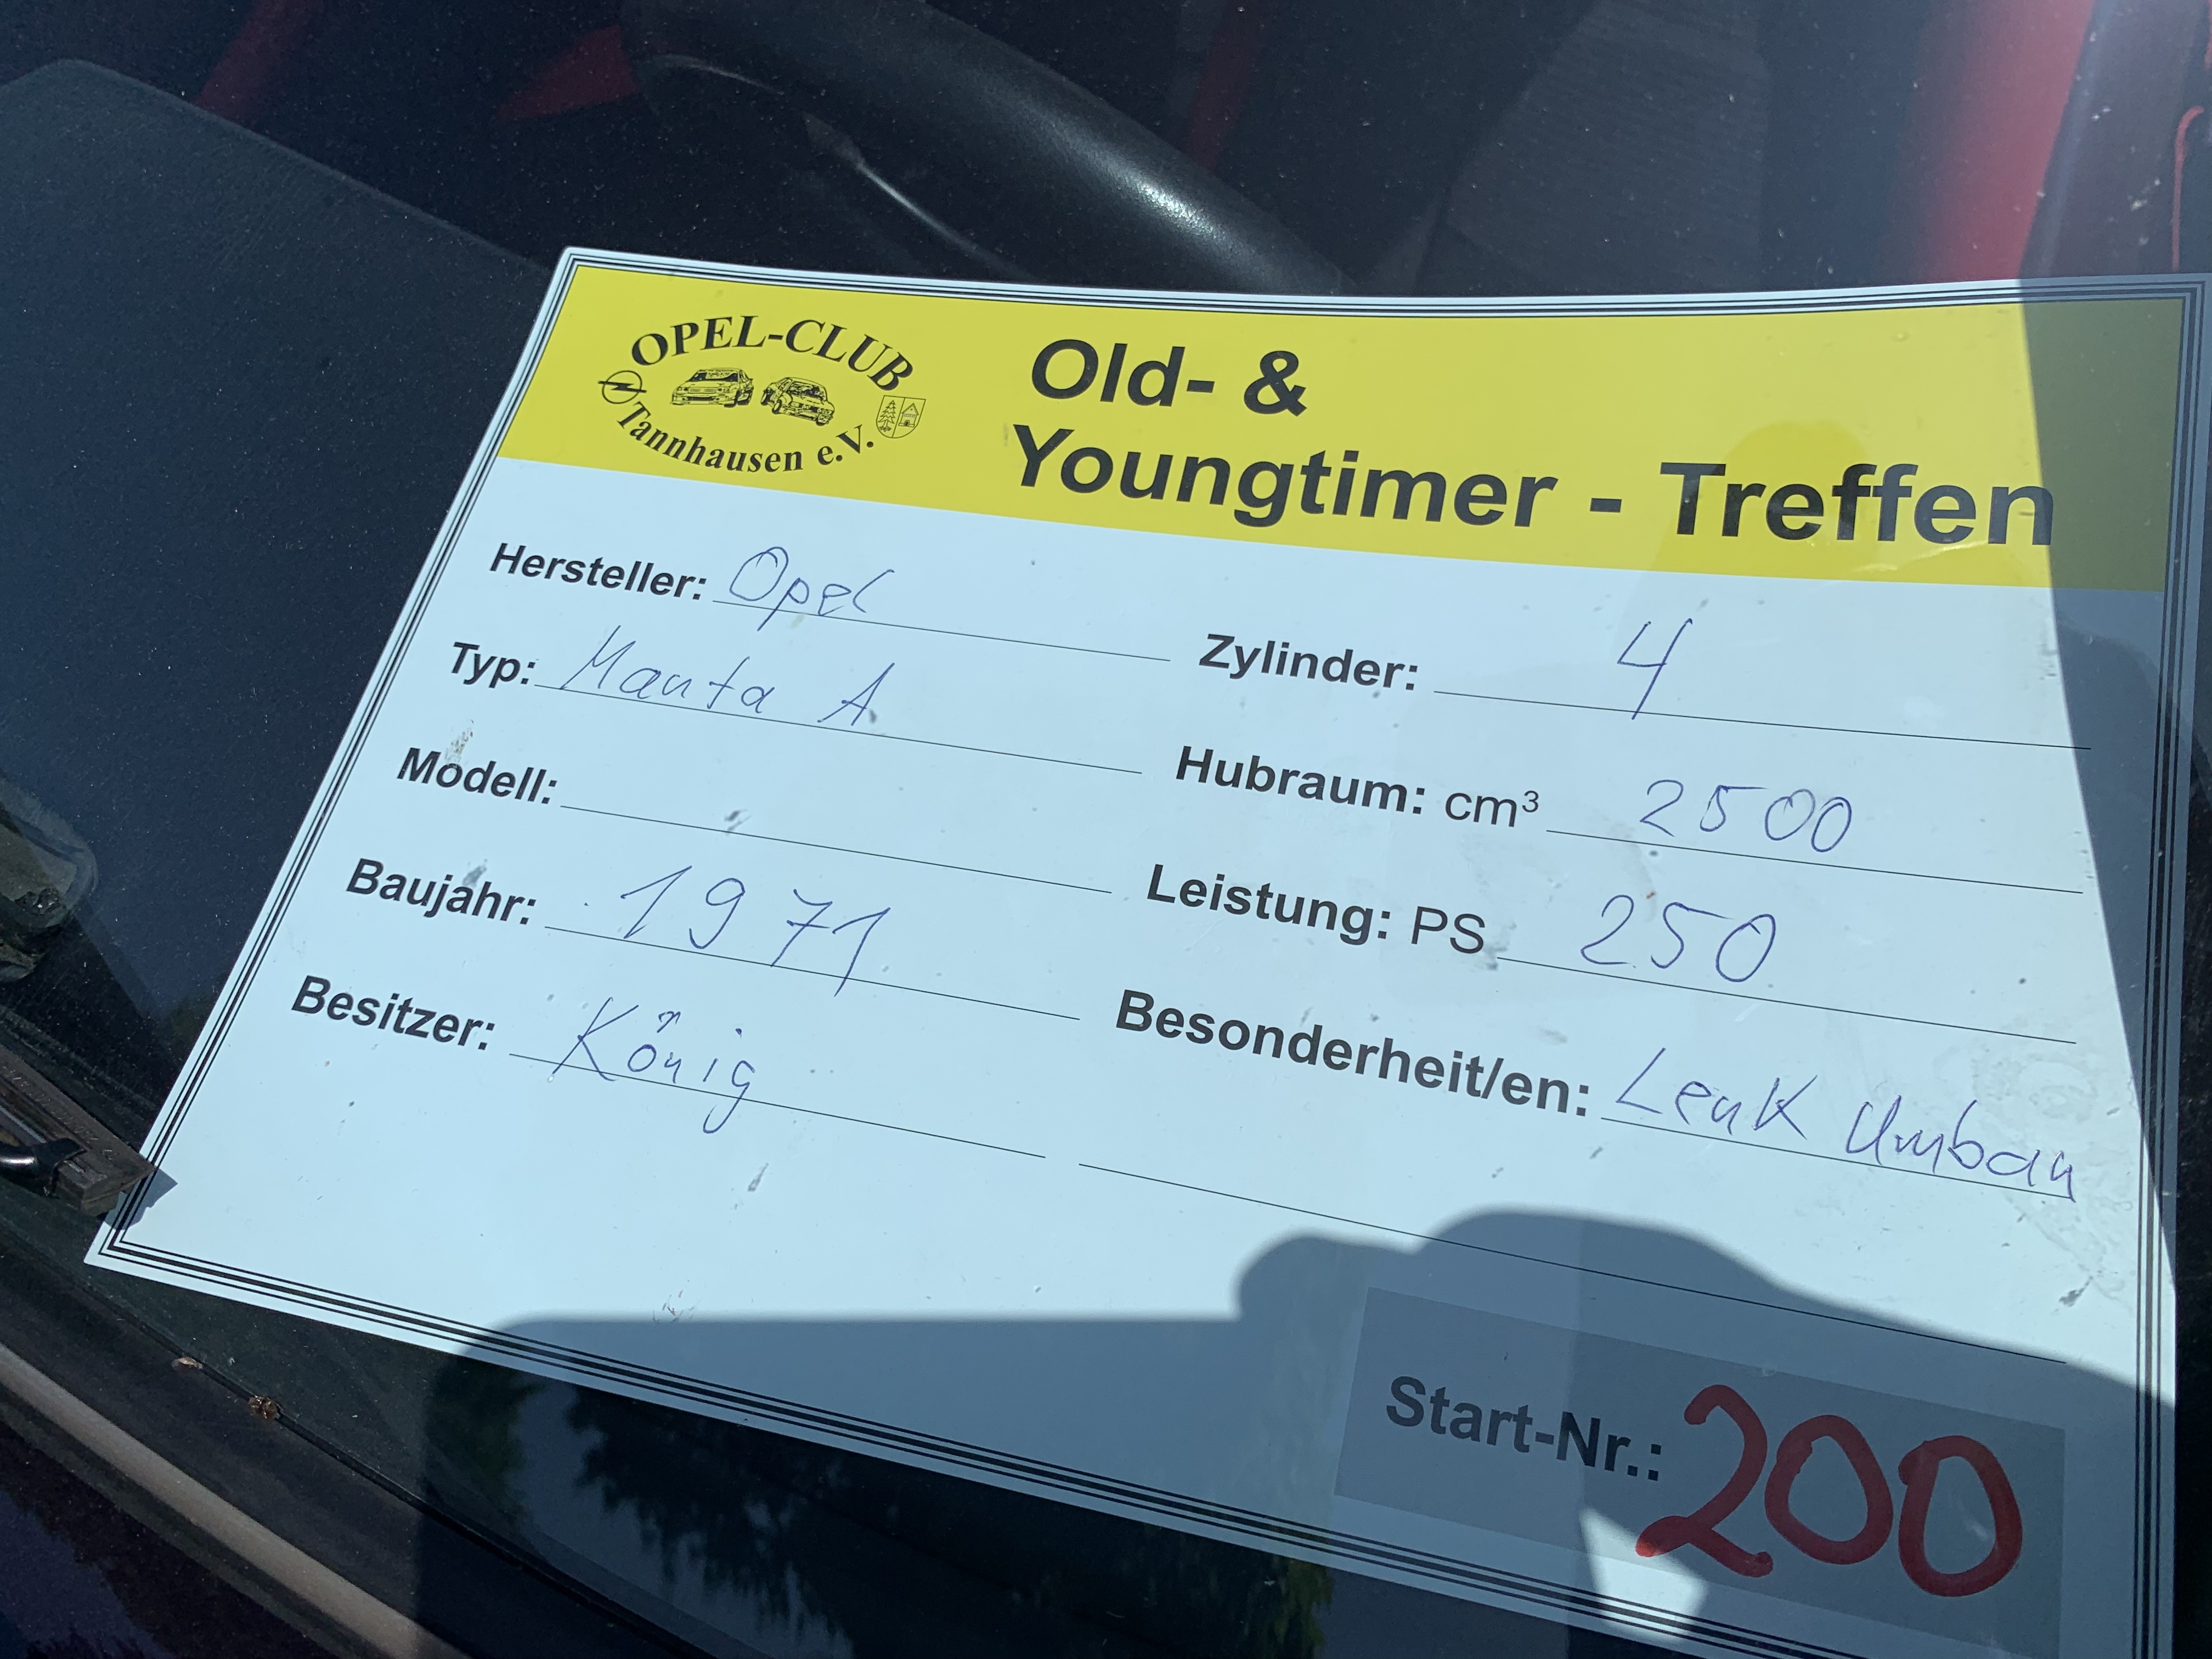 OPEL-CLUB
Tannhausen e.V.
Old- &
Youngtimer - Treffen
Hersteller: Opel
Typ: Manta A
Modell:
Baujahr: 1971
Besitzer: König
Zylinder: 4
Hubraum: cm³ 2500
Leistung: PS 250
Besonderheit/en: Lenk Umbau
Start-Nr.: 200